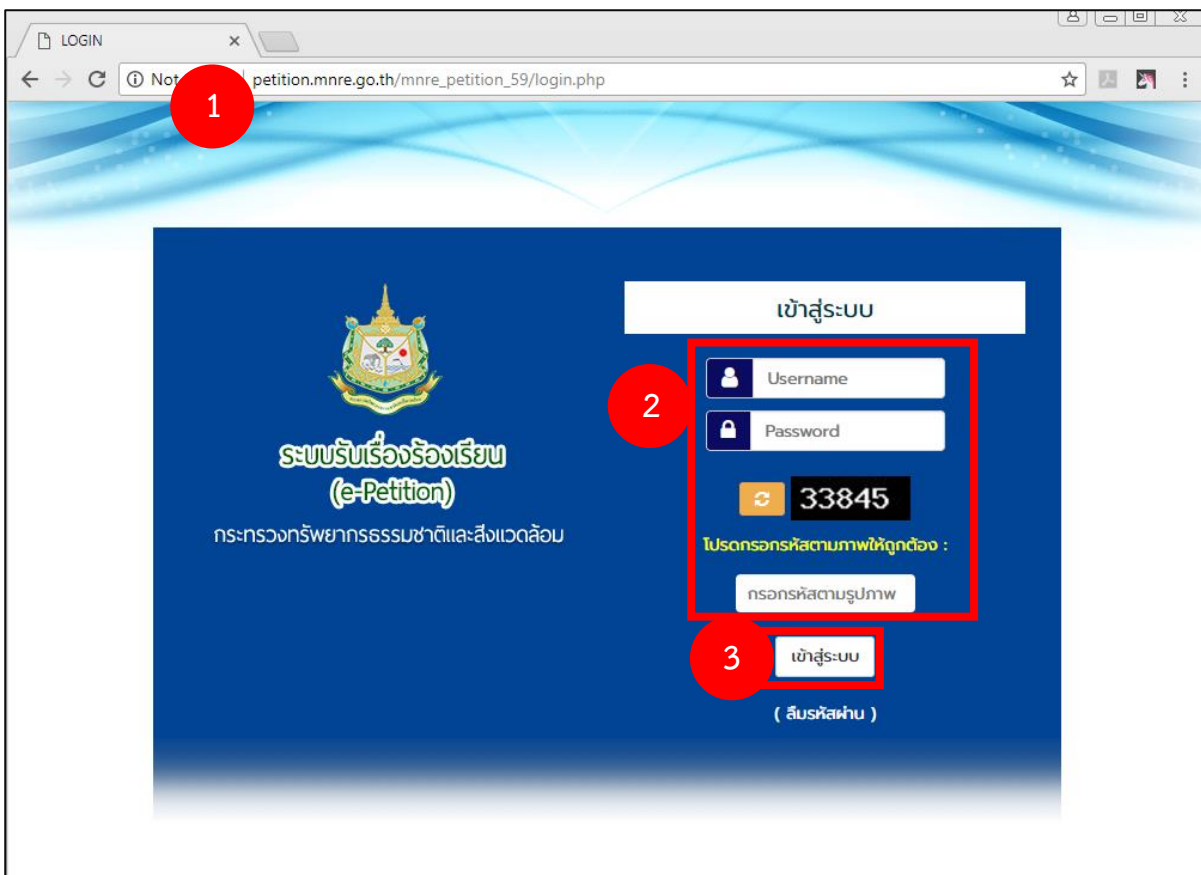 LOGIN
Not
petition.mnre.go.th/mnre_petition_59/login.php
1
เข้าสู่ระบบ
Username
2
Password
33845
ระบบรับเรื่องร้องเรียน
(e-Petition)
กระทรวงทรัพยากรธรรมชาติและสิ่งแวดล้อม
โปรดกรอกรหัสตามภาพให้ถูกต้อง :
กรอกรหัสตามรูปภาพ
3
เข้าสู่ระบบ
( ลืมรหัสผ่าน )